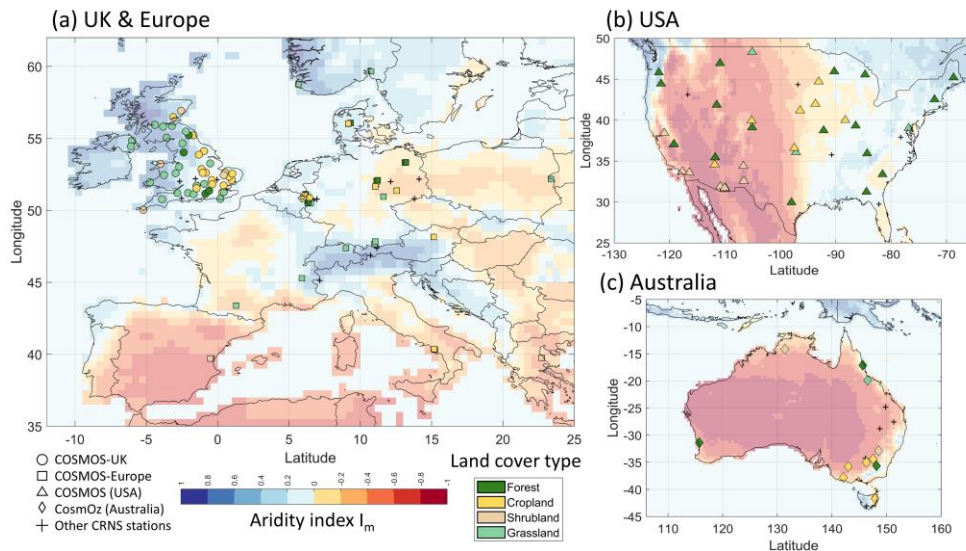 (a) UK & Europe
60
55
50
45
40
35
Longitude
-10
-5
0
5
10
15
20
25
Latitude
COSMOS-UK
COSMOS-Europe
COSMOS (USA)
CosmOz (Australia)
Other CRNS stations
1
0.8
0.6
0.4
0.2
0
-0.2
-0.4
-0.6
-0.8
-1
Aridity index Im
Land cover type
Forest
Cropland
Shrubland
Grassland
(b) USA
50
45
40
35
30
25
Longitude
-130
-120
-110
-100
-90
-80
-70
Latitude
(c) Australia
-5
-10
-15
-20
-25
-30
-35
-40
-45
Longitude
110
120
130
140
150
160
Latitude